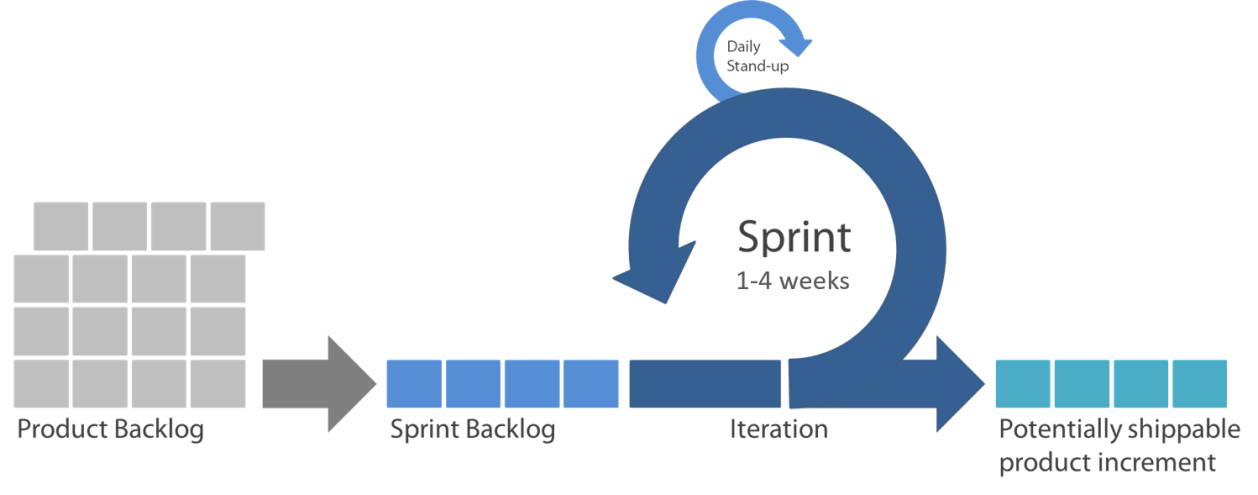 Daily
Stand-up
Sprint
1-4 weeks
Product Backlog
Sprint Backlog
Iteration
Potentially shippable
product increment